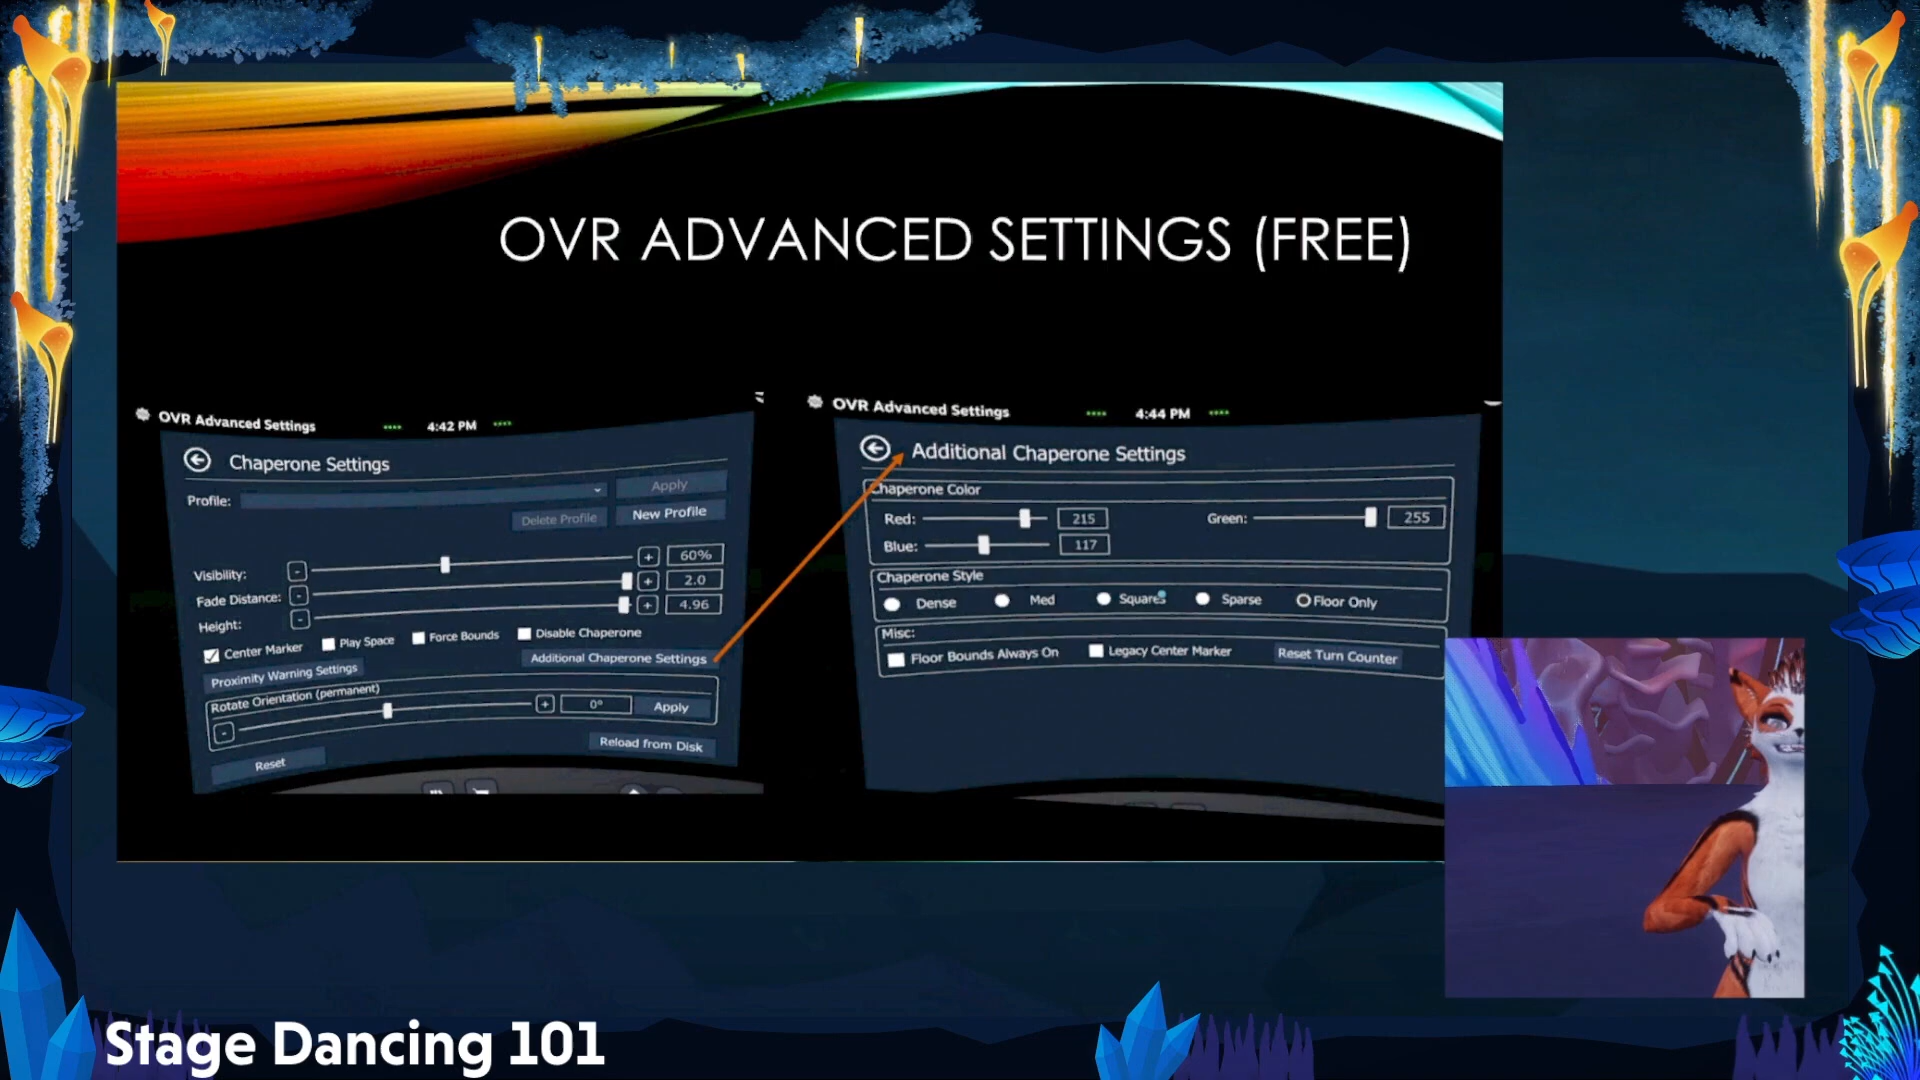 OVR ADVANCED SETTINGS (FREE)
OVR Advanced Settings 4:42 PM
Chaperone Settings
Profile: Apply
Delete Profile New Profile
Visibility: - + 60%
Fade Distance: - + 2.0
Height: - + 4.96
Center Marker Play Space Force Bounds Disable Chaperone
Proximity Warning Settings Additional Chaperone Settings
Rotate Orientation (permanent)
- + 0° Apply
Reset Reload from Disk
OVR Advanced Settings 4:44 PM
Additional Chaperone Settings
Chaperone Color
Red: 215 Green: 255
Blue: 117
Chaperone Style
Dense Med Squares Sparse Floor Only
Misc:
Floor Bounds Always On Legacy Center Marker Reset Turn Counter
Stage Dancing 101